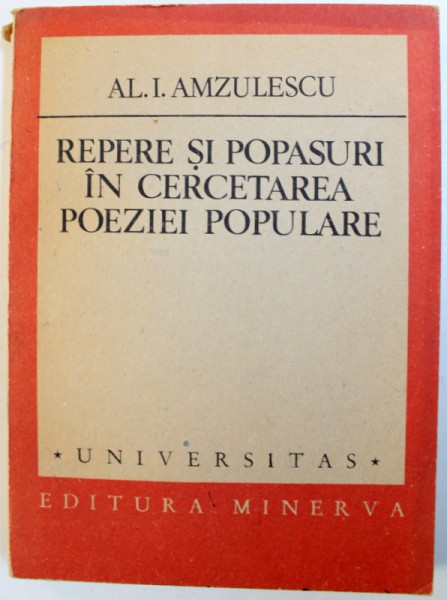 AL. I. AMZULESCU
REPERE ȘI POPASURI
ÎN CERCETAREA
POEZIEI POPULARE
* UNIVERSITAS *
EDITURA MINERVA